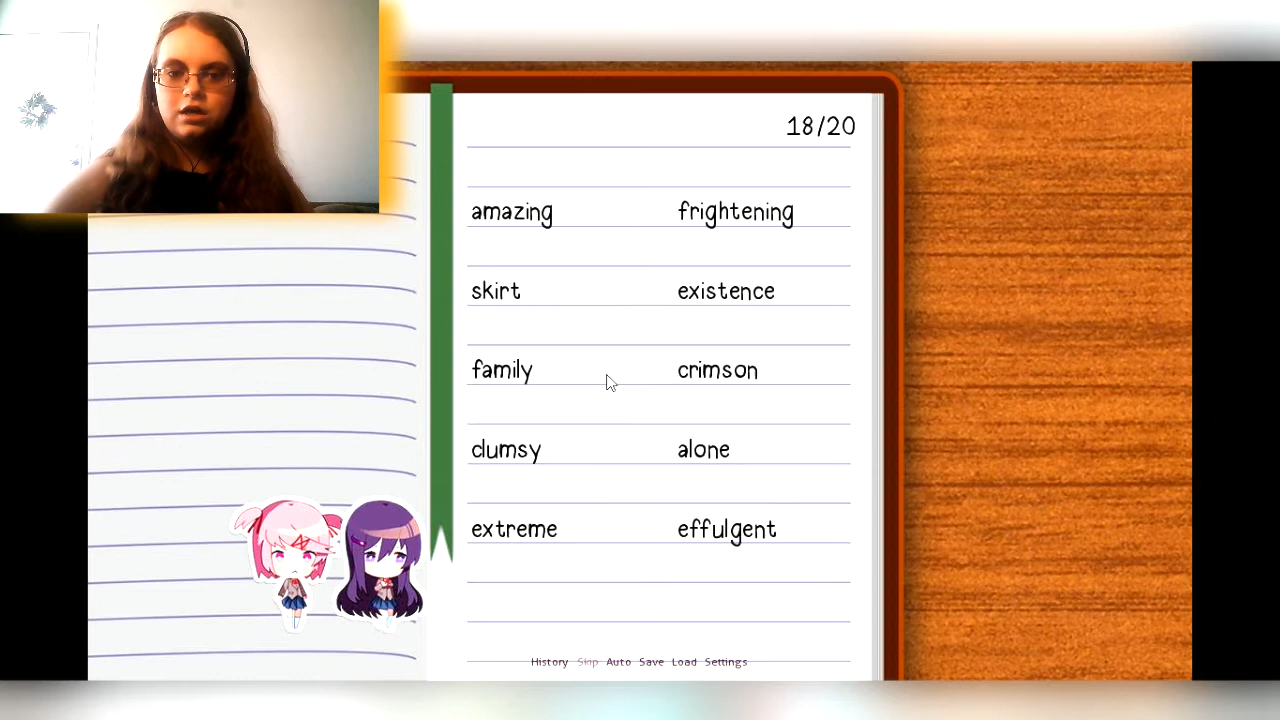 18/20
amazing frightening
skirt existence
family crimson
clumsy alone
extreme effulgent
History Skip Auto Save Load Settings